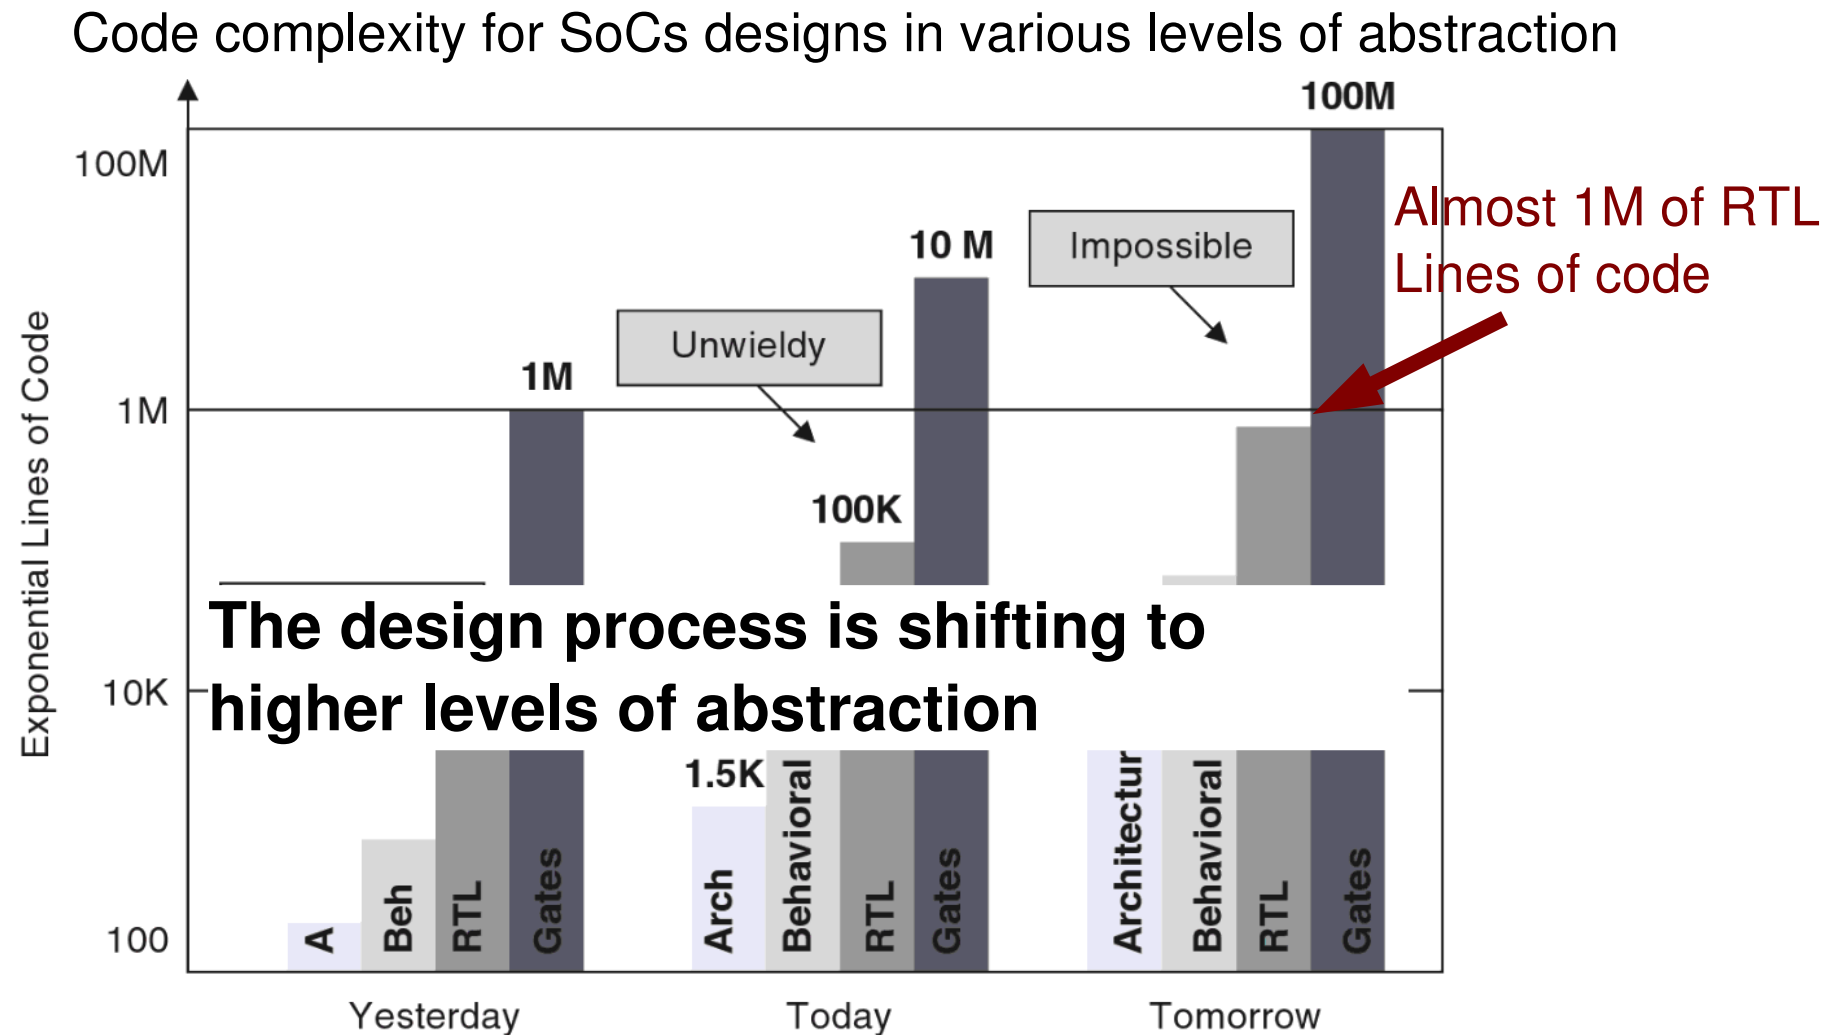 Code complexity for SoCs designs in various levels of abstraction
Exponential Lines of Code
100M
1M
10K
100
1M
Unwieldy
100K
10 M
Impossible
100M
Almost 1M of RTL
Lines of code
The design process is shifting to
higher levels of abstraction
1.5K
A
Beh
RTL
Gates
Arch
Behavioral
RTL
Gates
Architectur
Behavioral
RTL
Gates
Yesterday
Today
Tomorrow